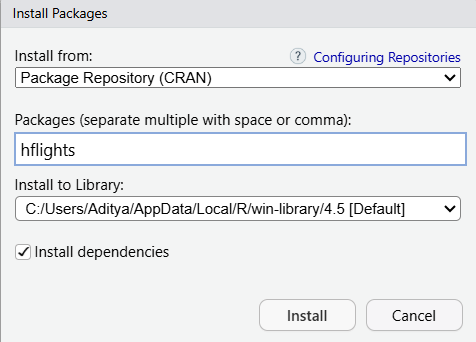 Install Packages
Install from:
? Configuring Repositories
Package Repository (CRAN)
Packages (separate multiple with space or comma):
hflights
Install to Library:
C:/Users/Aditya/AppData/Local/R/win-library/4.5 [Default]
Install dependencies
Install Cancel